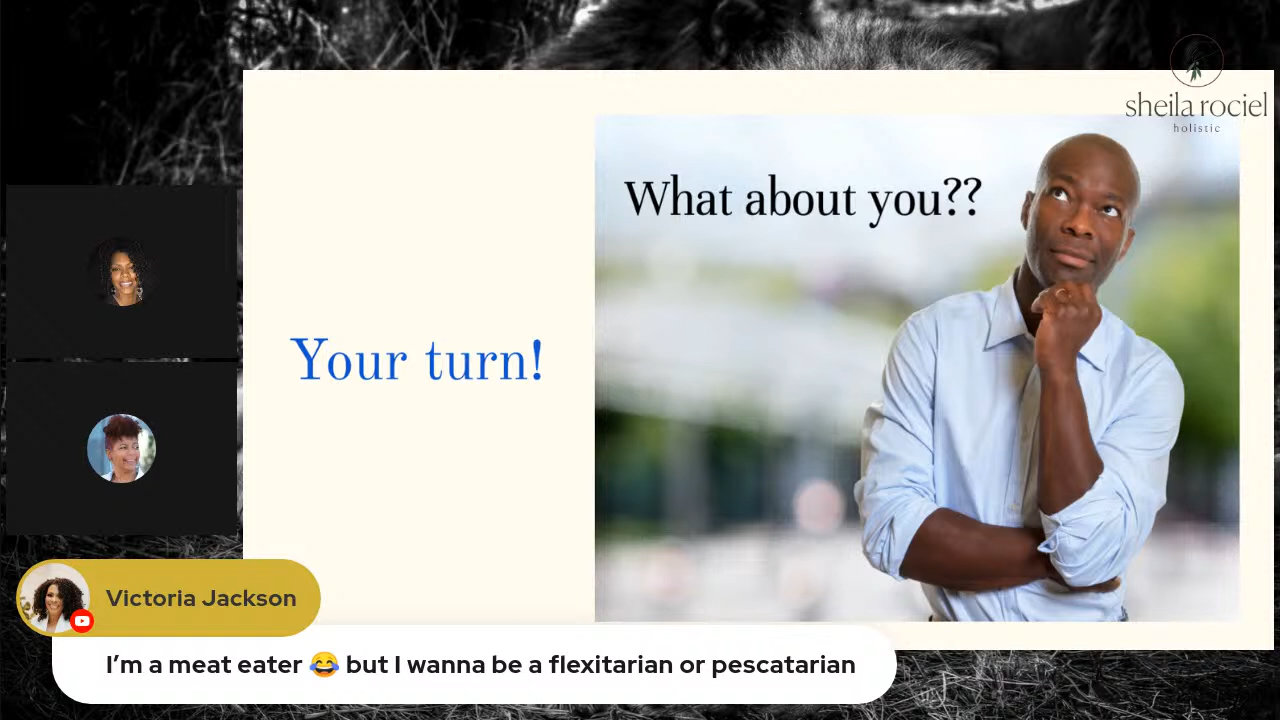 sheila rociel
holistic
What about you??
Your turn!
Victoria Jackson
I’m a meat eater 😂 but I wanna be a flexitarian or pescatarian